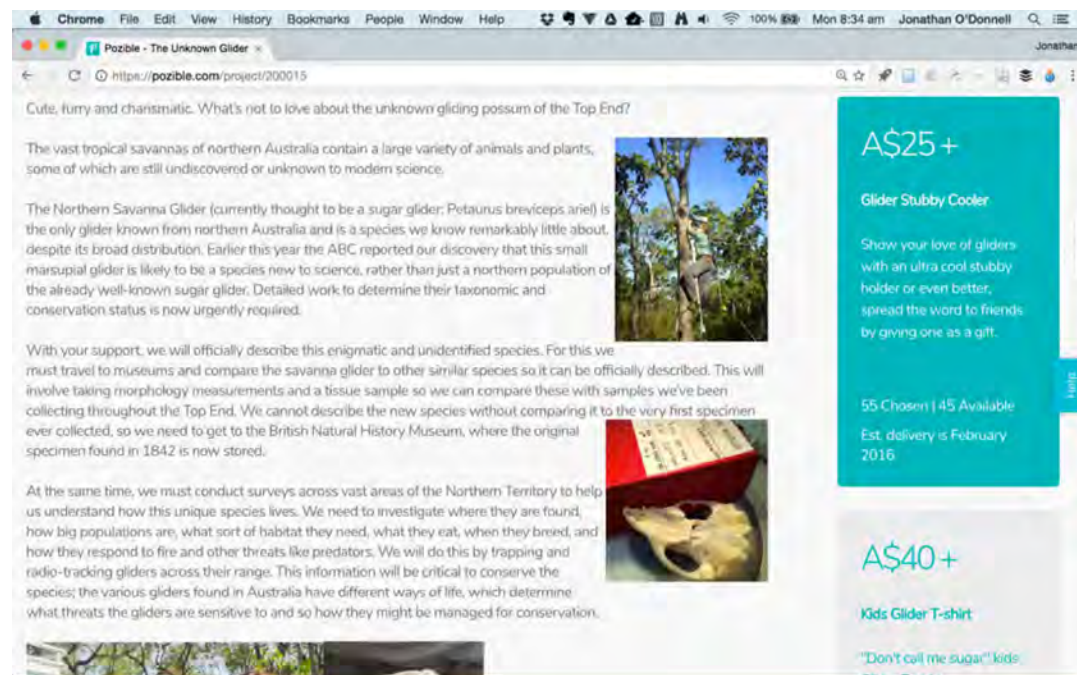 Chrome File Edit View History Bookmarks People Window Help 100% Mon 8:34 am Jonathan O'Donnell
Pozible - The Unknown Glider
Jonathan
https://pozible.com/project/200015
Cute, furry and charismatic. What's not to love about the unknown gliding possum of the Top End?
The vast tropical savannas of northern Australia contain a large variety of animals and plants,
some of which are still undiscovered or unknown to modern science.
The Northern Savanna Glider (currently thought to be a sugar glider; Petaurus breviceps ariel) is
the only glider known from northern Australia and is a species we know remarkably little about,
despite its broad distribution. Earlier this year the ABC reported our discovery that this small
marsupial glider is likely to be a species new to science, rather than just a northern population of
the already well-known sugar glider. Detailed work to determine their taxonomic and
conservation status is now urgently required.
With your support, we will officially describe this enigmatic and unidentified species. For this we
must travel to museums and compare the savanna glider to other similar species so it can be officially described. This will
involve taking morphology measurements and a tissue sample so we can compare these with samples we've been
collecting throughout the Top End. We cannot describe the new species without comparing it to the very first specimen
ever collected, so we need to get to the British Natural History Museum, where the original
specimen found in 1842 is now stored.
At the same time, we must conduct surveys across vast areas of the Northern Territory to help
us understand how this unique species lives. We need to investigate where they are found,
how big populations are, what sort of habitat they need, what they eat, when they breed, and
how they respond to fire and other threats like predators. We will do this by trapping and
radio-tracking gliders across their range. This information will be critical to conserve the
species; the various gliders found in Australia have different ways of life, which determine
what threats the gliders are sensitive to and so how they might be managed for conservation.
A$25+
Glider Stubby Cooler
Show your love of gliders
with an ultra cool stubby
holder or even better,
spread the word to friends
by giving one as a gift.
55 Chosen | 45 Available
Est. delivery is February
2016
Help
A$40+
Kids Glider T-shirt
"Don't call me sugar" kids